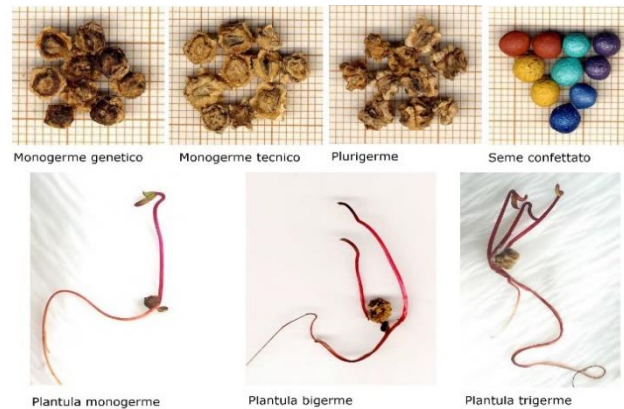 Monogerme genetico
Monogerme tecnico
Plurigerme
Seme confettato
Plantula monogerme
Plantula bigerme
Plantula trigerme